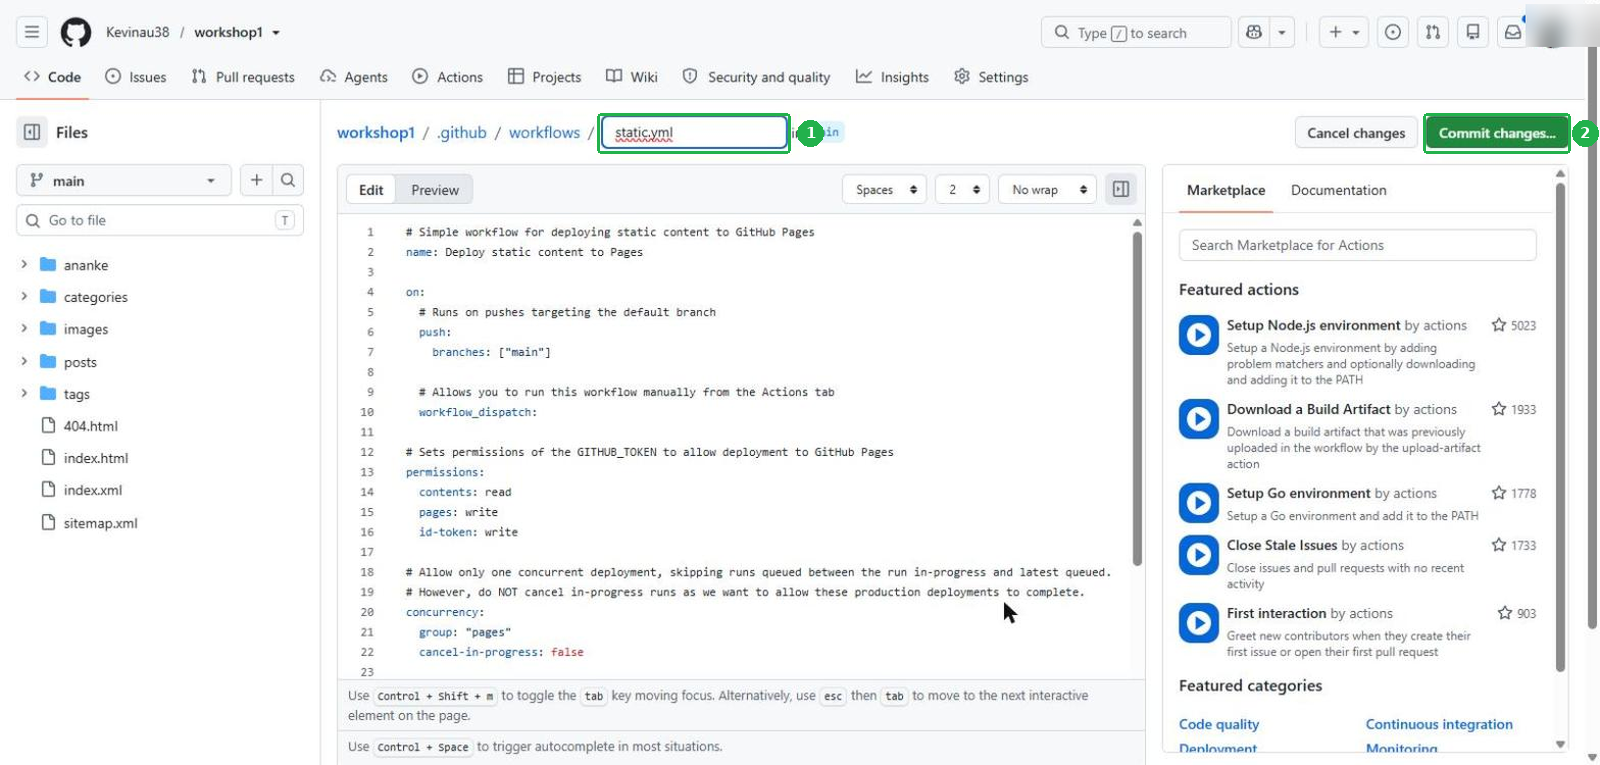 Kevinau38 / workshop1
Type / to search
Code
Issues
Pull requests
Agents
Actions
Projects
Wiki
Security and quality
Insights
Settings
Files
main
Go to file
T
ananke
categories
images
posts
tags
404.html
index.html
index.xml
sitemap.xml
workshop1 / .github / workflows / static.yml
1
Cancel changes
Commit changes...
2
Edit
Preview
Spaces
2
No wrap
1 # Simple workflow for deploying static content to GitHub Pages
2 name: Deploy static content to Pages
3
4 on:
5 # Runs on pushes targeting the default branch
6 push:
7 branches: ["main"]
8
9 # Allows you to run this workflow manually from the Actions tab
10 workflow_dispatch:
11
12 # Sets permissions of the GITHUB_TOKEN to allow deployment to GitHub Pages
13 permissions:
14 contents: read
15 pages: write
16 id-token: write
17
18 # Allow only one concurrent deployment, skipping runs queued between the run in-progress and latest queued.
19 # However, do NOT cancel in-progress runs as we want to allow these production deployments to complete.
20 concurrency:
21 group: "pages"
22 cancel-in-progress: false
23
Use Control + Shift + m to toggle the tab key moving focus. Alternatively, use esc then tab to move to the next interactive
element on the page.
Use Control + Space to trigger autocomplete in most situations.
Marketplace
Documentation
Search Marketplace for Actions
Featured actions
Setup Node.js environment by actions
5023
Setup a Node.js environment by adding
problem matchers and optionally downloading
and adding it to the PATH
Download a Build Artifact by actions
1933
Download a build artifact that was previously
uploaded in the workflow by the upload-artifact
action
Setup Go environment by actions
1778
Setup a Go environment and add it to the PATH
Close Stale Issues by actions
1733
Close issues and pull requests with no recent
activity
First interaction by actions
903
Greet new contributors when they create their
first issue or open their first pull request
Featured categories
Code quality
Continuous integration
Deployment
Monitoring